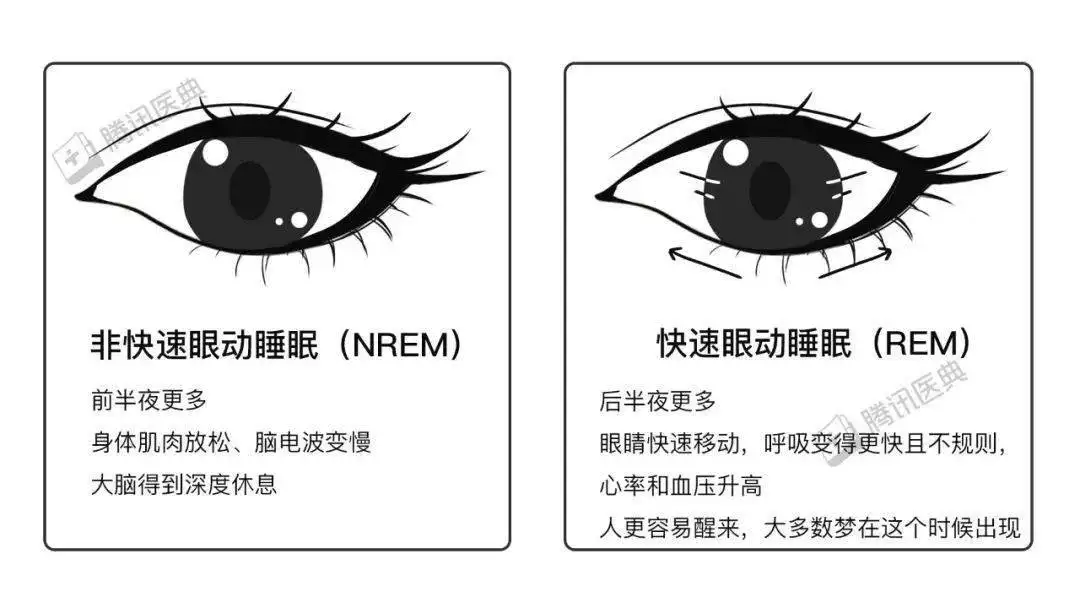 腾讯医典
非快速眼动睡眠（NREM）
前半夜更多
身体肌肉放松、脑电波变慢
大脑得到深度休息
快速眼动睡眠（REM）
后半夜更多
眼睛快速移动，呼吸变得更快且不规则，
心率和血压升高
人更容易醒来，大多数梦在这个时候出现
腾讯医典